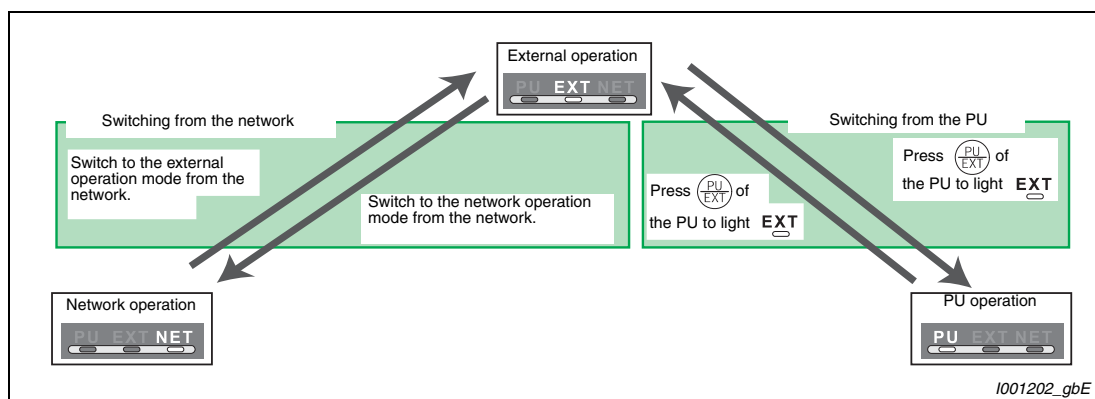 External operation
PU EXT NET
Switching from the network
Switching from the PU
Switch to the external
operation mode from the
network.
Switch to the network operation
mode from the network.
Press PU/EXT of
the PU to light EXT
Press PU/EXT of
the PU to light EXT
Network operation
PU EXT NET
PU operation
PU EXT NET
I001202_gbE